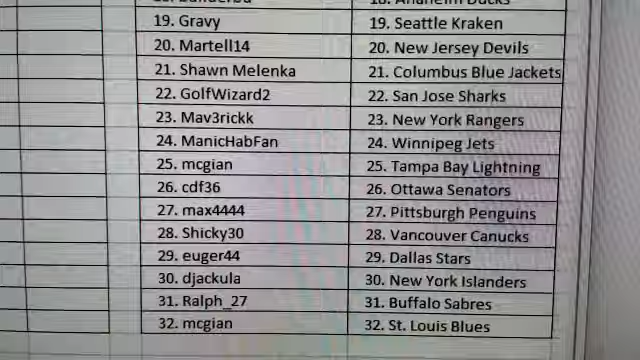 19. Gravy 19. Seattle Kraken
20. Martell14 20. New Jersey Devils
21. Shawn Melenka 21. Columbus Blue Jackets
22. GolfWizard2 22. San Jose Sharks
23. Mav3rickk 23. New York Rangers
24. ManicHabFan 24. Winnipeg Jets
25. mcgian 25. Tampa Bay Lightning
26. cdf36 26. Ottawa Senators
27. max4444 27. Pittsburgh Penguins
28. Shicky30 28. Vancouver Canucks
29. euger44 29. Dallas Stars
30. djackula 30. New York Islanders
31. Ralph_27 31. Buffalo Sabres
32. mcgian 32. St. Louis Blues